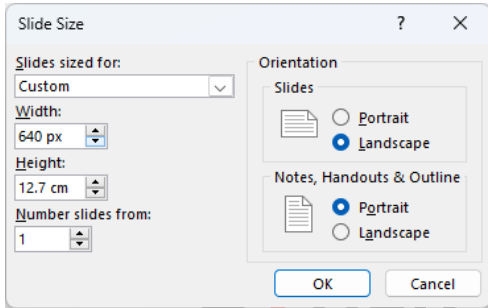 Slide Size
?
Slides sized for:
Custom
Width:
640 px
Height:
12.7 cm
Number slides from:
1
Orientation
Slides
Portrait
Landscape
Notes, Handouts & Outline
Portrait
Landscape
OK
Cancel